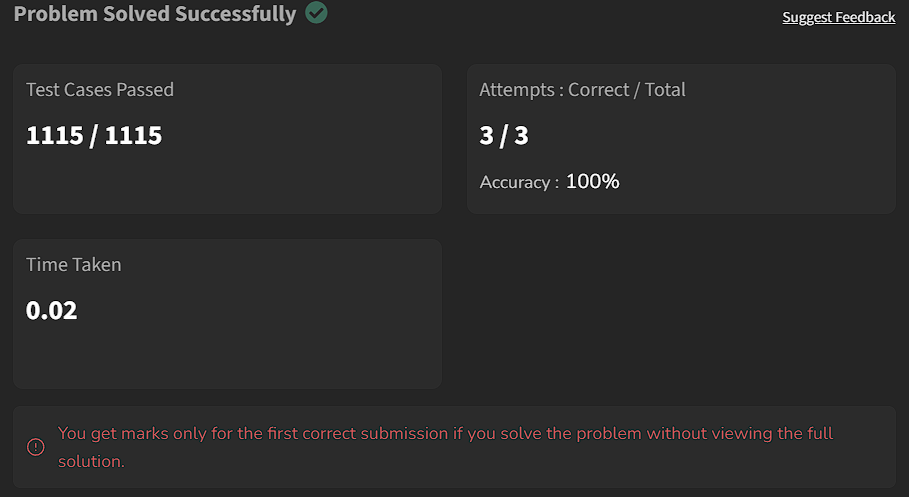 Problem Solved Successfully
Suggest Feedback
Test Cases Passed
1115 / 1115
Attempts : Correct / Total
3 / 3
Accuracy : 100%
Time Taken
0.02
You get marks only for the first correct submission if you solve the problem without viewing the full
solution.